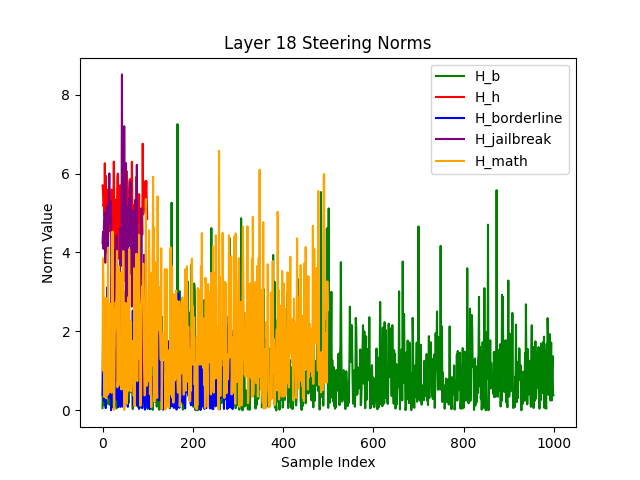 Layer 18 Steering Norms
H_b
H_h
H_borderline
H_jailbreak
H_math
Norm Value
8
6
4
2
0
0 200 400 600 800 1000
Sample Index